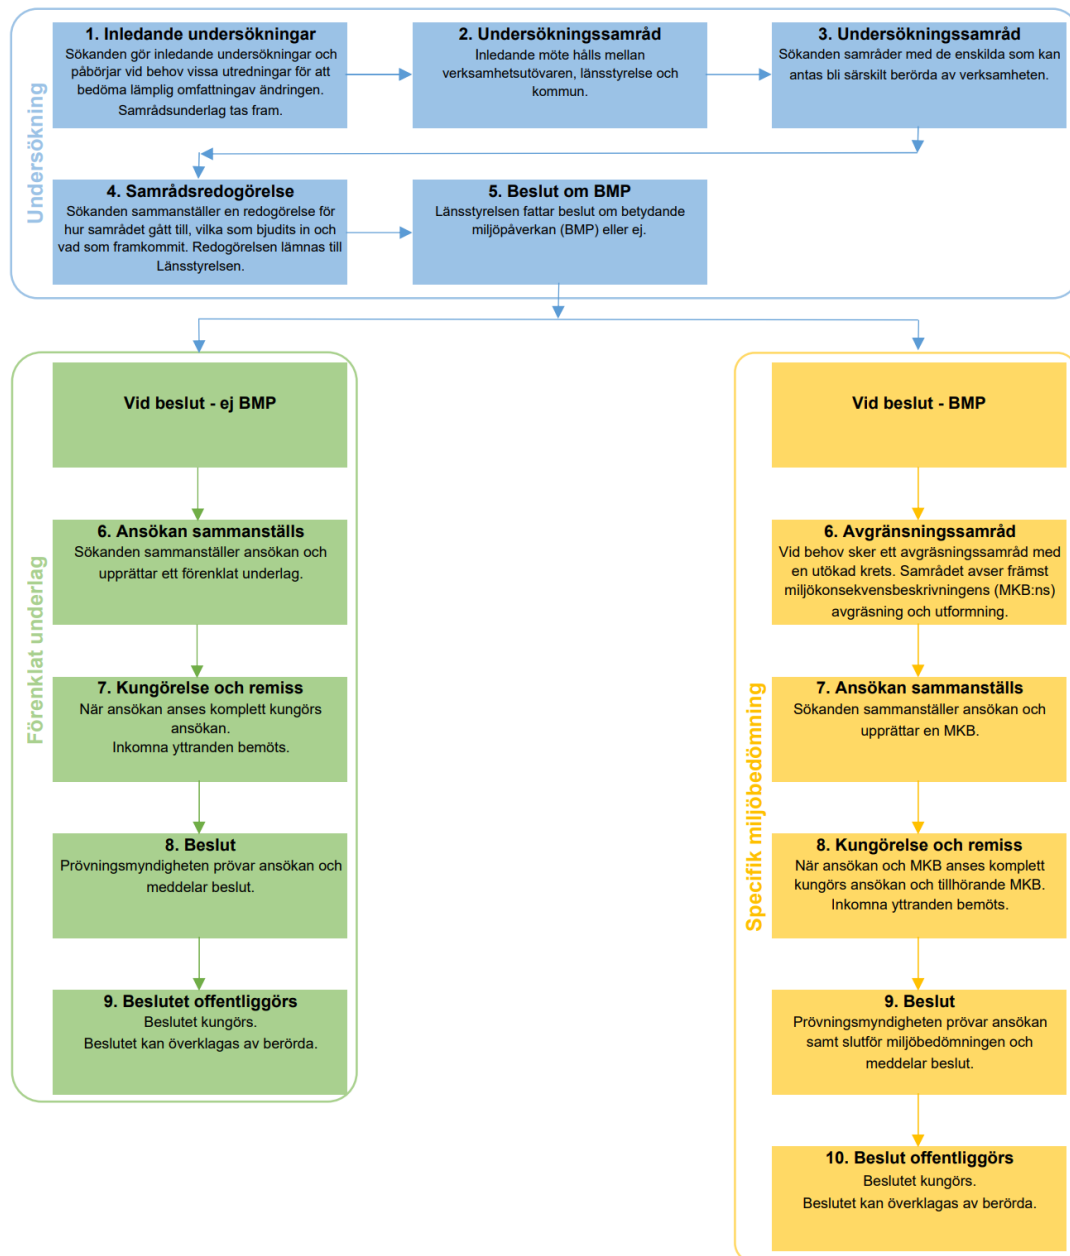 Undersökning
1. Inledande undersökningar
Sökanden gör inledande undersökningar och
påbörjar vid behov vissa utredningar för att
bedöma lämplig omfattningav ändringen.
Samrådsunderlag tas fram.
2. Undersökningssamråd
Inledande möte hålls mellan
verksamhetsutövaren, länsstyrelse och
kommun.
3. Undersökningssamråd
Sökanden samråder med de enskilda som kan
antas bli särskilt berörda av verksamheten.
4. Samrådsredogörelse
Sökanden sammanställer en redogörelse för
hur samrådet gått till, vilka som bjudits in och
vad som framkommit. Redogörelsen lämnas till
Länsstyrelsen.
5. Beslut om BMP
Länsstyrelsen fattar beslut om betydande
miljöpåverkan (BMP) eller ej.
Förenklat underlag
Vid beslut - ej BMP
6. Ansökan sammanställs
Sökanden sammanställer ansökan och
upprättar ett förenklat underlag.
7. Kungörelse och remiss
När ansökan anses komplett kungörs
ansökan.
Inkomna yttranden bemöts.
8. Beslut
Prövningsmyndigheten prövar ansökan och
meddelar beslut.
9. Beslutet offentliggörs
Beslutet kungörs.
Beslutet kan överklagas av berörda.
Specifik miljöbedömning
Vid beslut - BMP
6. Avgränsningssamråd
Vid behov sker ett avgräsningssamråd med
en utökad krets. Samrådet avser främst
miljökonsekvensbeskrivningens (MKB:ns)
avgräsning och utformning.
7. Ansökan sammanställs
Sökanden sammanställer ansökan och
upprättar en MKB.
8. Kungörelse och remiss
När ansökan och MKB anses komplett
kungörs ansökan och tillhörande MKB.
Inkomna yttranden bemöts.
9. Beslut
Prövningsmyndigheten prövar ansökan
samt slutför miljöbedömningen och
meddelar beslut.
10. Beslut offentliggörs
Beslutet kungörs.
Beslutet kan överklagas av berörda.